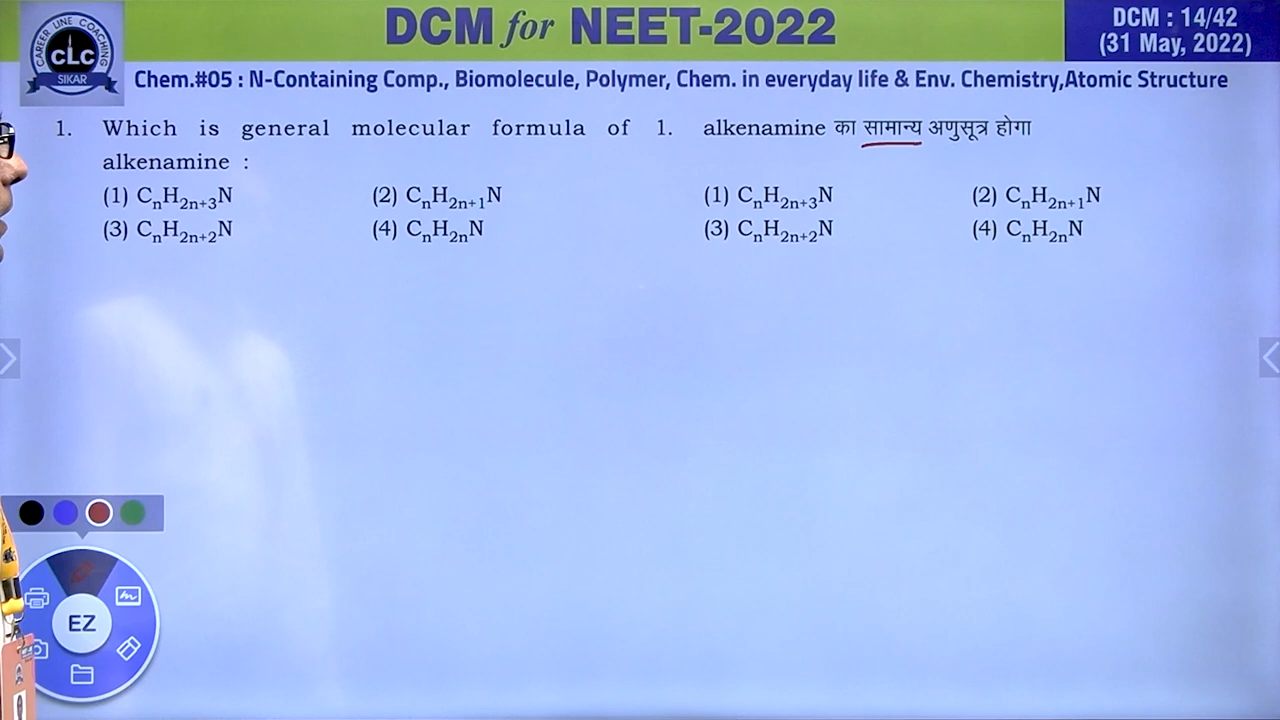 CAREER LINE COACHING
CLC
SIKAR
DCM for NEET-2022
DCM : 14/42
(31 May, 2022)
Chem.#05 : N-Containing Comp., Biomolecule, Polymer, Chem. in everyday life & Env. Chemistry,Atomic Structure
1. Which is general molecular formula of
alkenamine :
(1) CₙH₂ₙ₊₃N (2) CₙH₂ₙ₊₁N
(3) CₙH₂ₙ₊₂N (4) CₙH₂ₙN
1. alkenamine का सामान्य अणुसूत्र होगा
(1) CₙH₂ₙ₊₃N (2) CₙH₂ₙ₊₁N
(3) CₙH₂ₙ₊₂N (4) CₙH₂ₙN
EZ